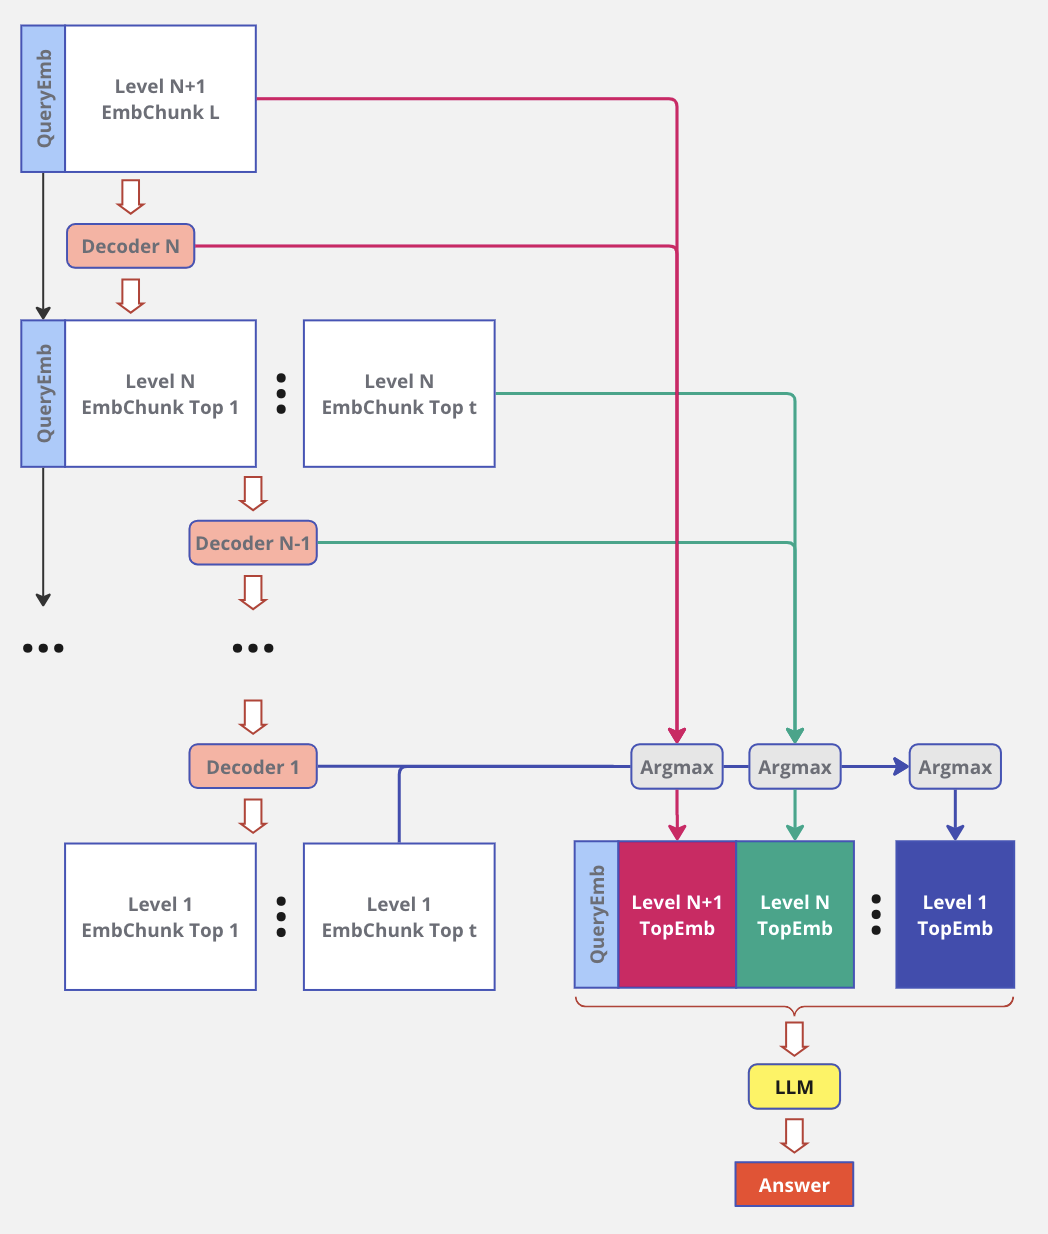 QueryEmb
Level N+1
EmbChunk L
Decoder N
QueryEmb
Level N
EmbChunk Top 1
Level N
EmbChunk Top t
Decoder N-1
Decoder 1
Argmax
Argmax
Argmax
Level 1
EmbChunk Top 1
Level 1
EmbChunk Top t
QueryEmb
Level N+1
TopEmb
Level N
TopEmb
Level 1
TopEmb
LLM
Answer